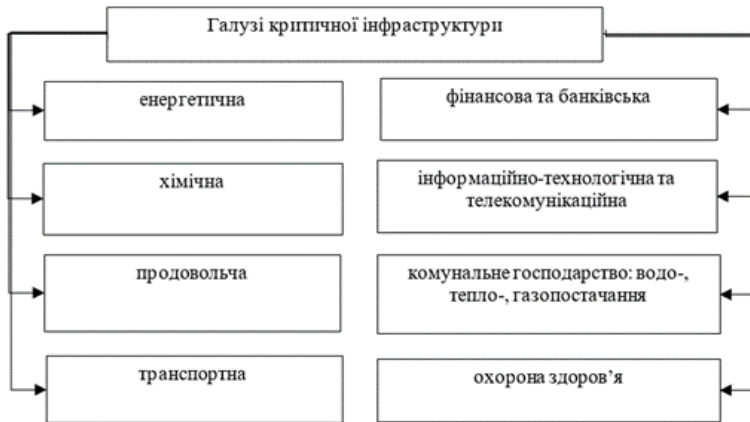 Галузі критичної інфраструктури
енергетична
фінансова та банківська
хімічна
інформаційно-технологічна та
телекомунікаційна
продовольча
комунальне господарство: водо-,
тепло-, газопостачання
транспортна
охорона здоров’я